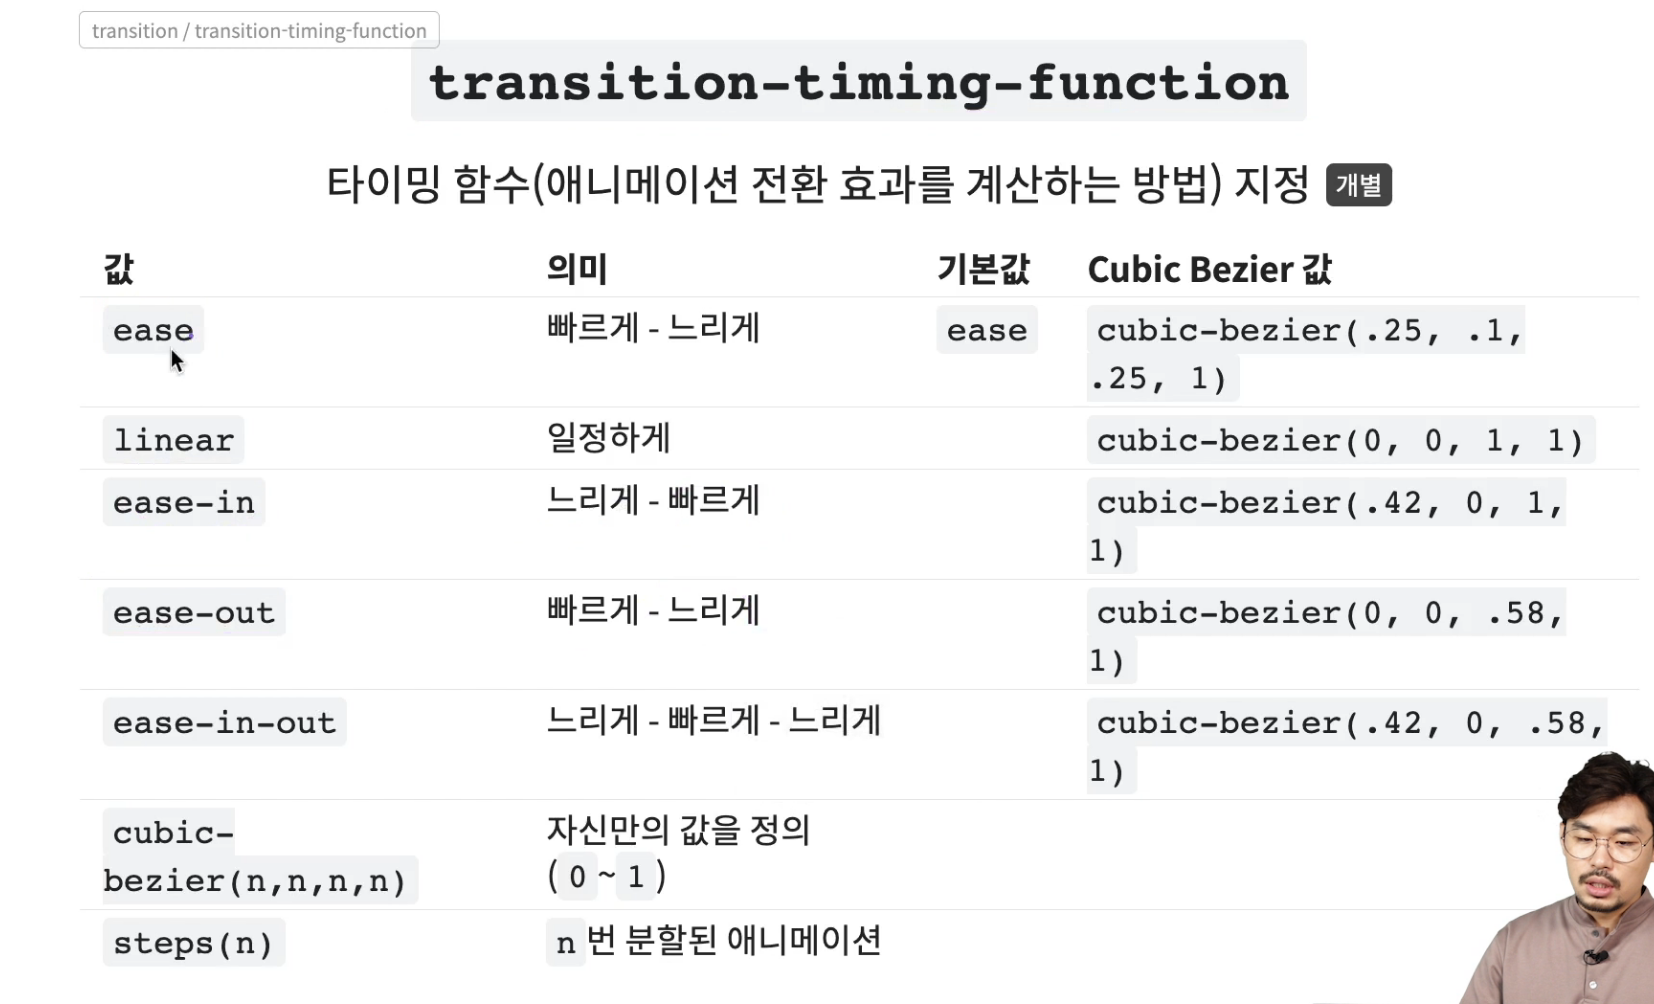 transition / transition-timing-function
transition-timing-function
타이밍 함수(애니메이션 전환 효과를 계산하는 방법) 지정 개별
값 의미 기본값 Cubic Bezier 값
ease 빠르게 - 느리게 ease cubic-bezier(.25, .1,
.25, 1)
linear 일정하게 cubic-bezier(0, 0, 1, 1)
ease-in 느리게 - 빠르게 cubic-bezier(.42, 0, 1,
1)
ease-out 빠르게 - 느리게 cubic-bezier(0, 0, .58,
1)
ease-in-out 느리게 - 빠르게 - 느리게 cubic-bezier(.42, 0, .58,
1)
cubic- 자신만의 값을 정의
bezier(n,n,n,n) (0~1)
steps(n) n번 분할된 애니메이션